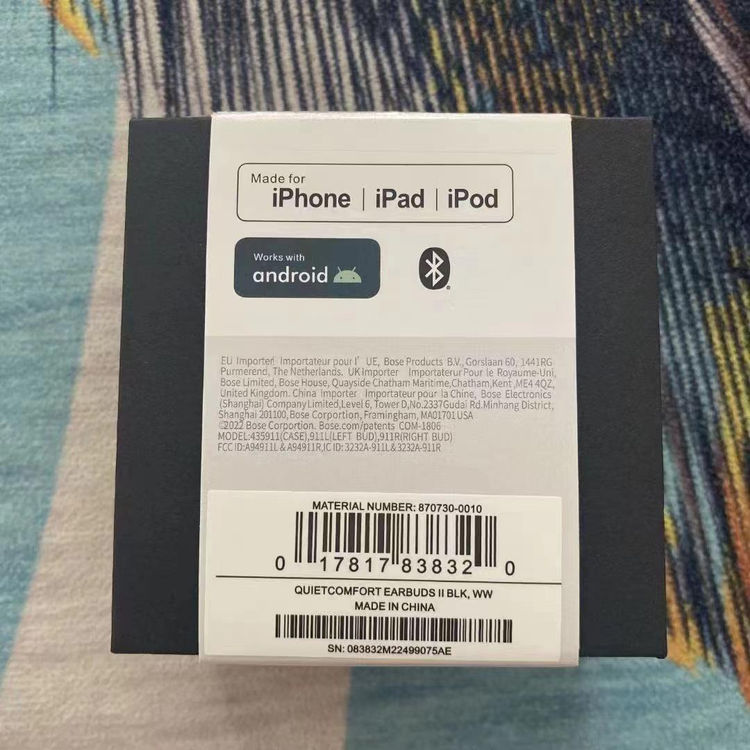 Made for
iPhone | iPad | iPod
Works with
android
EU Importer Importateur pour l' UE, Bose Products B.V., Gorslaan 60, 1441RG
Purmerend, The Netherlands. UK Importer Importateur Pour le Royaume-Uni,
Bose Limited, Bose House, Quayside Chatham Maritime,Chatham,Kent ,ME4 4QZ,
United Kingdom. China Importer Importateur pour la Chine, Bose Electronics
(Shanghai) Company Limited,Level 6, Tower D,No.2337Gudai Rd.Minhang District,
Shanghai 201100,Bose Corportion, Framingham, MA01701USA
©2022 Bose Corportion. Bose.com/patents COM-1806
MODEL:435911(CASE),911L(LEFT BUD),911R(RIGHT BUD)
FCC ID:A94911L & A94911R,IC ID:3232A-911L & 3232A-911R
MATERIAL NUMBER: 870730-0010
0 17817 83832 0
QUIETCOMFORT EARBUDS II BLK, WW
MADE IN CHINA
SN: 083832M22499075AE